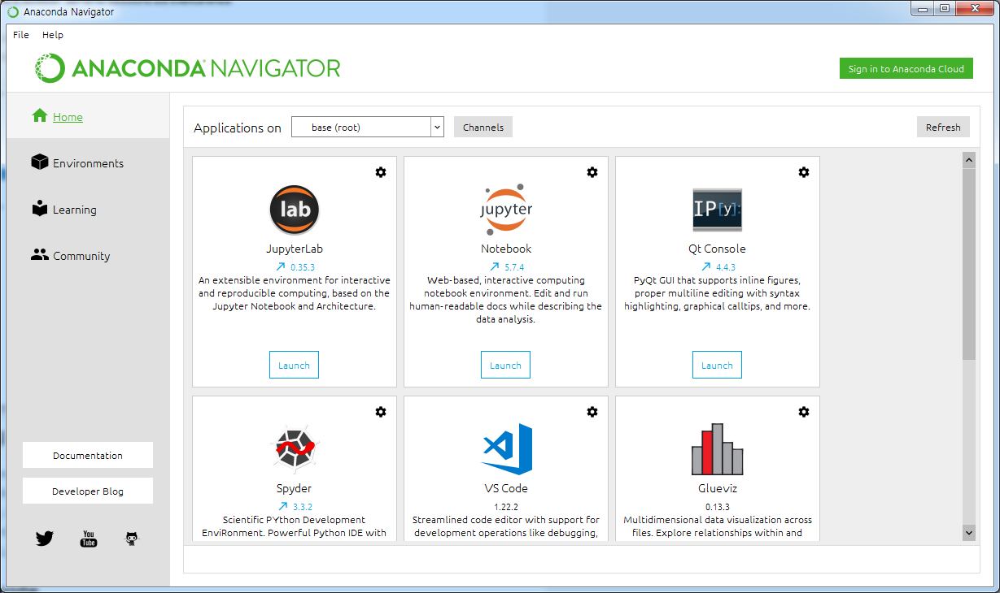 Anaconda Navigator
File Help
ANACONDA NAVIGATOR
Sign in to Anaconda Cloud
Home
Environments
Learning
Community
Documentation
Developer Blog
You
Tube
Applications on base (root) Channels Refresh
lab
JupyterLab
0.35.3
An extensible environment for interactive
and reproducible computing, based on the
Jupyter Notebook and Architecture.
Launch
jupyter
Notebook
5.7.4
Web-based, interactive computing
notebook environment. Edit and run
human-readable docs while describing the
data analysis.
Launch
IP[y]:
Qt Console
4.4.3
PyQt GUI that supports inline figures,
proper multiline editing with syntax
highlighting, graphical calltips, and more.
Launch
Spyder
3.3.2
Scientific PYthon Development
EnviRonment. Powerful Python IDE with
VS Code
1.22.2
Streamlined code editor with support for
development operations like debugging,
Glueviz
0.13.3
Multidimensional data visualization across
files. Explore relationships within and